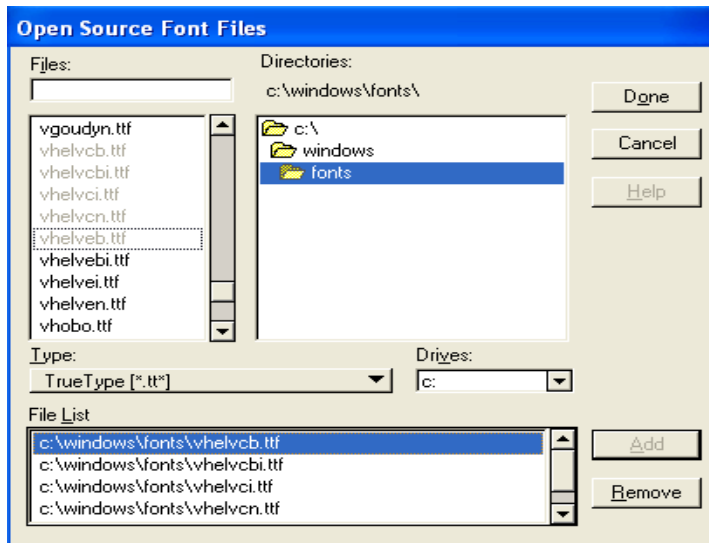 Open Source Font Files
Files:
Directories:
c:\windows\fonts\
Done
Cancel
Help
vgoudyn.ttf
vhelvcb.ttf
vhelvcbi.ttf
vhelvci.ttf
vhelvcn.ttf
vhelveb.ttf
vhelvebi.ttf
vhelvei.ttf
vhelven.ttf
vhobo.ttf
c:\
windows
fonts
Type:
TrueType [*.tt*]
Drives:
c:
File List
c:\windows\fonts\vhelvcb.ttf
c:\windows\fonts\vhelvcbi.ttf
c:\windows\fonts\vhelvci.ttf
c:\windows\fonts\vhelvcn.ttf
Add
Remove